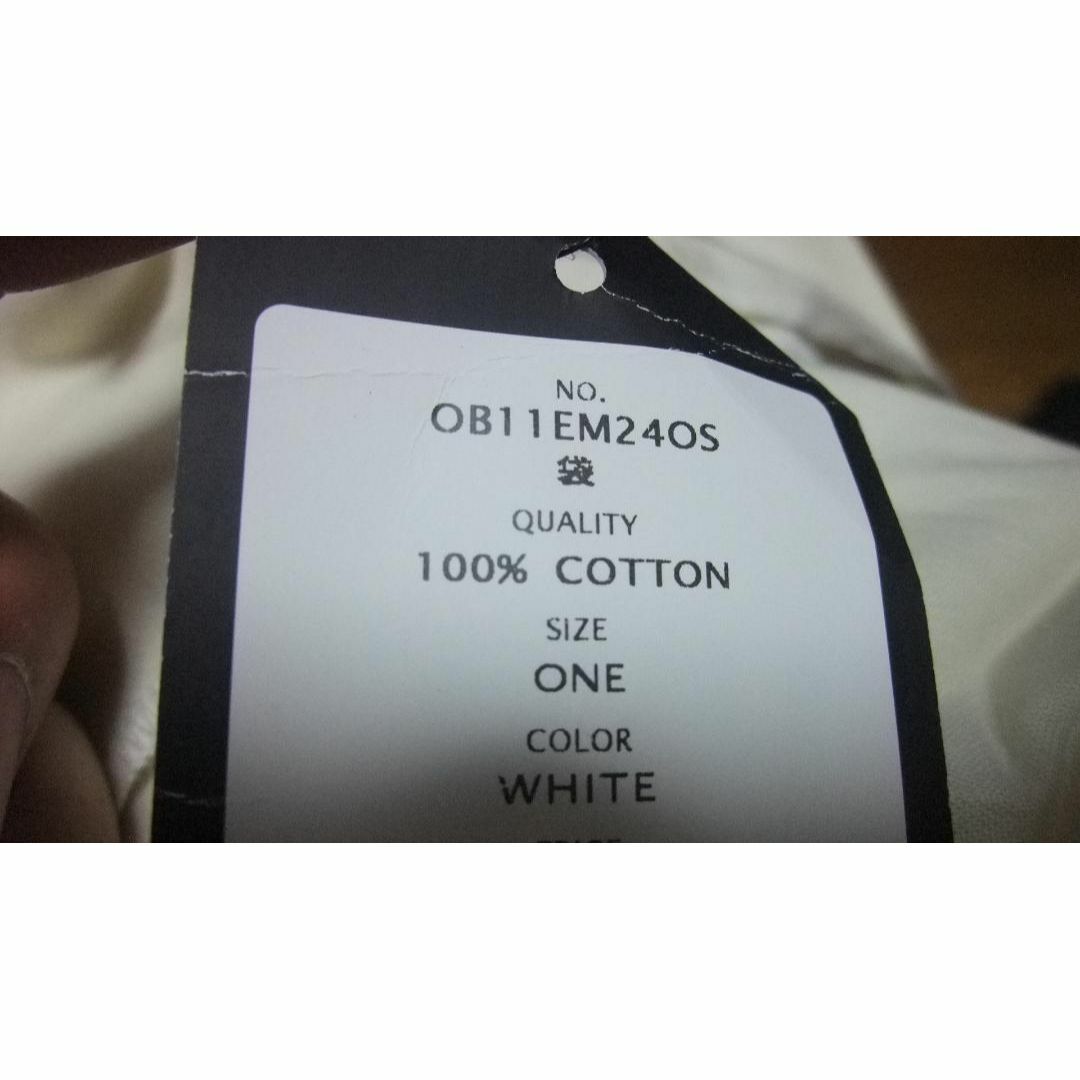 NO.
OB11EM24OS
袋
QUALITY
100% COTTON
SIZE
ONE
COLOR
WHITE